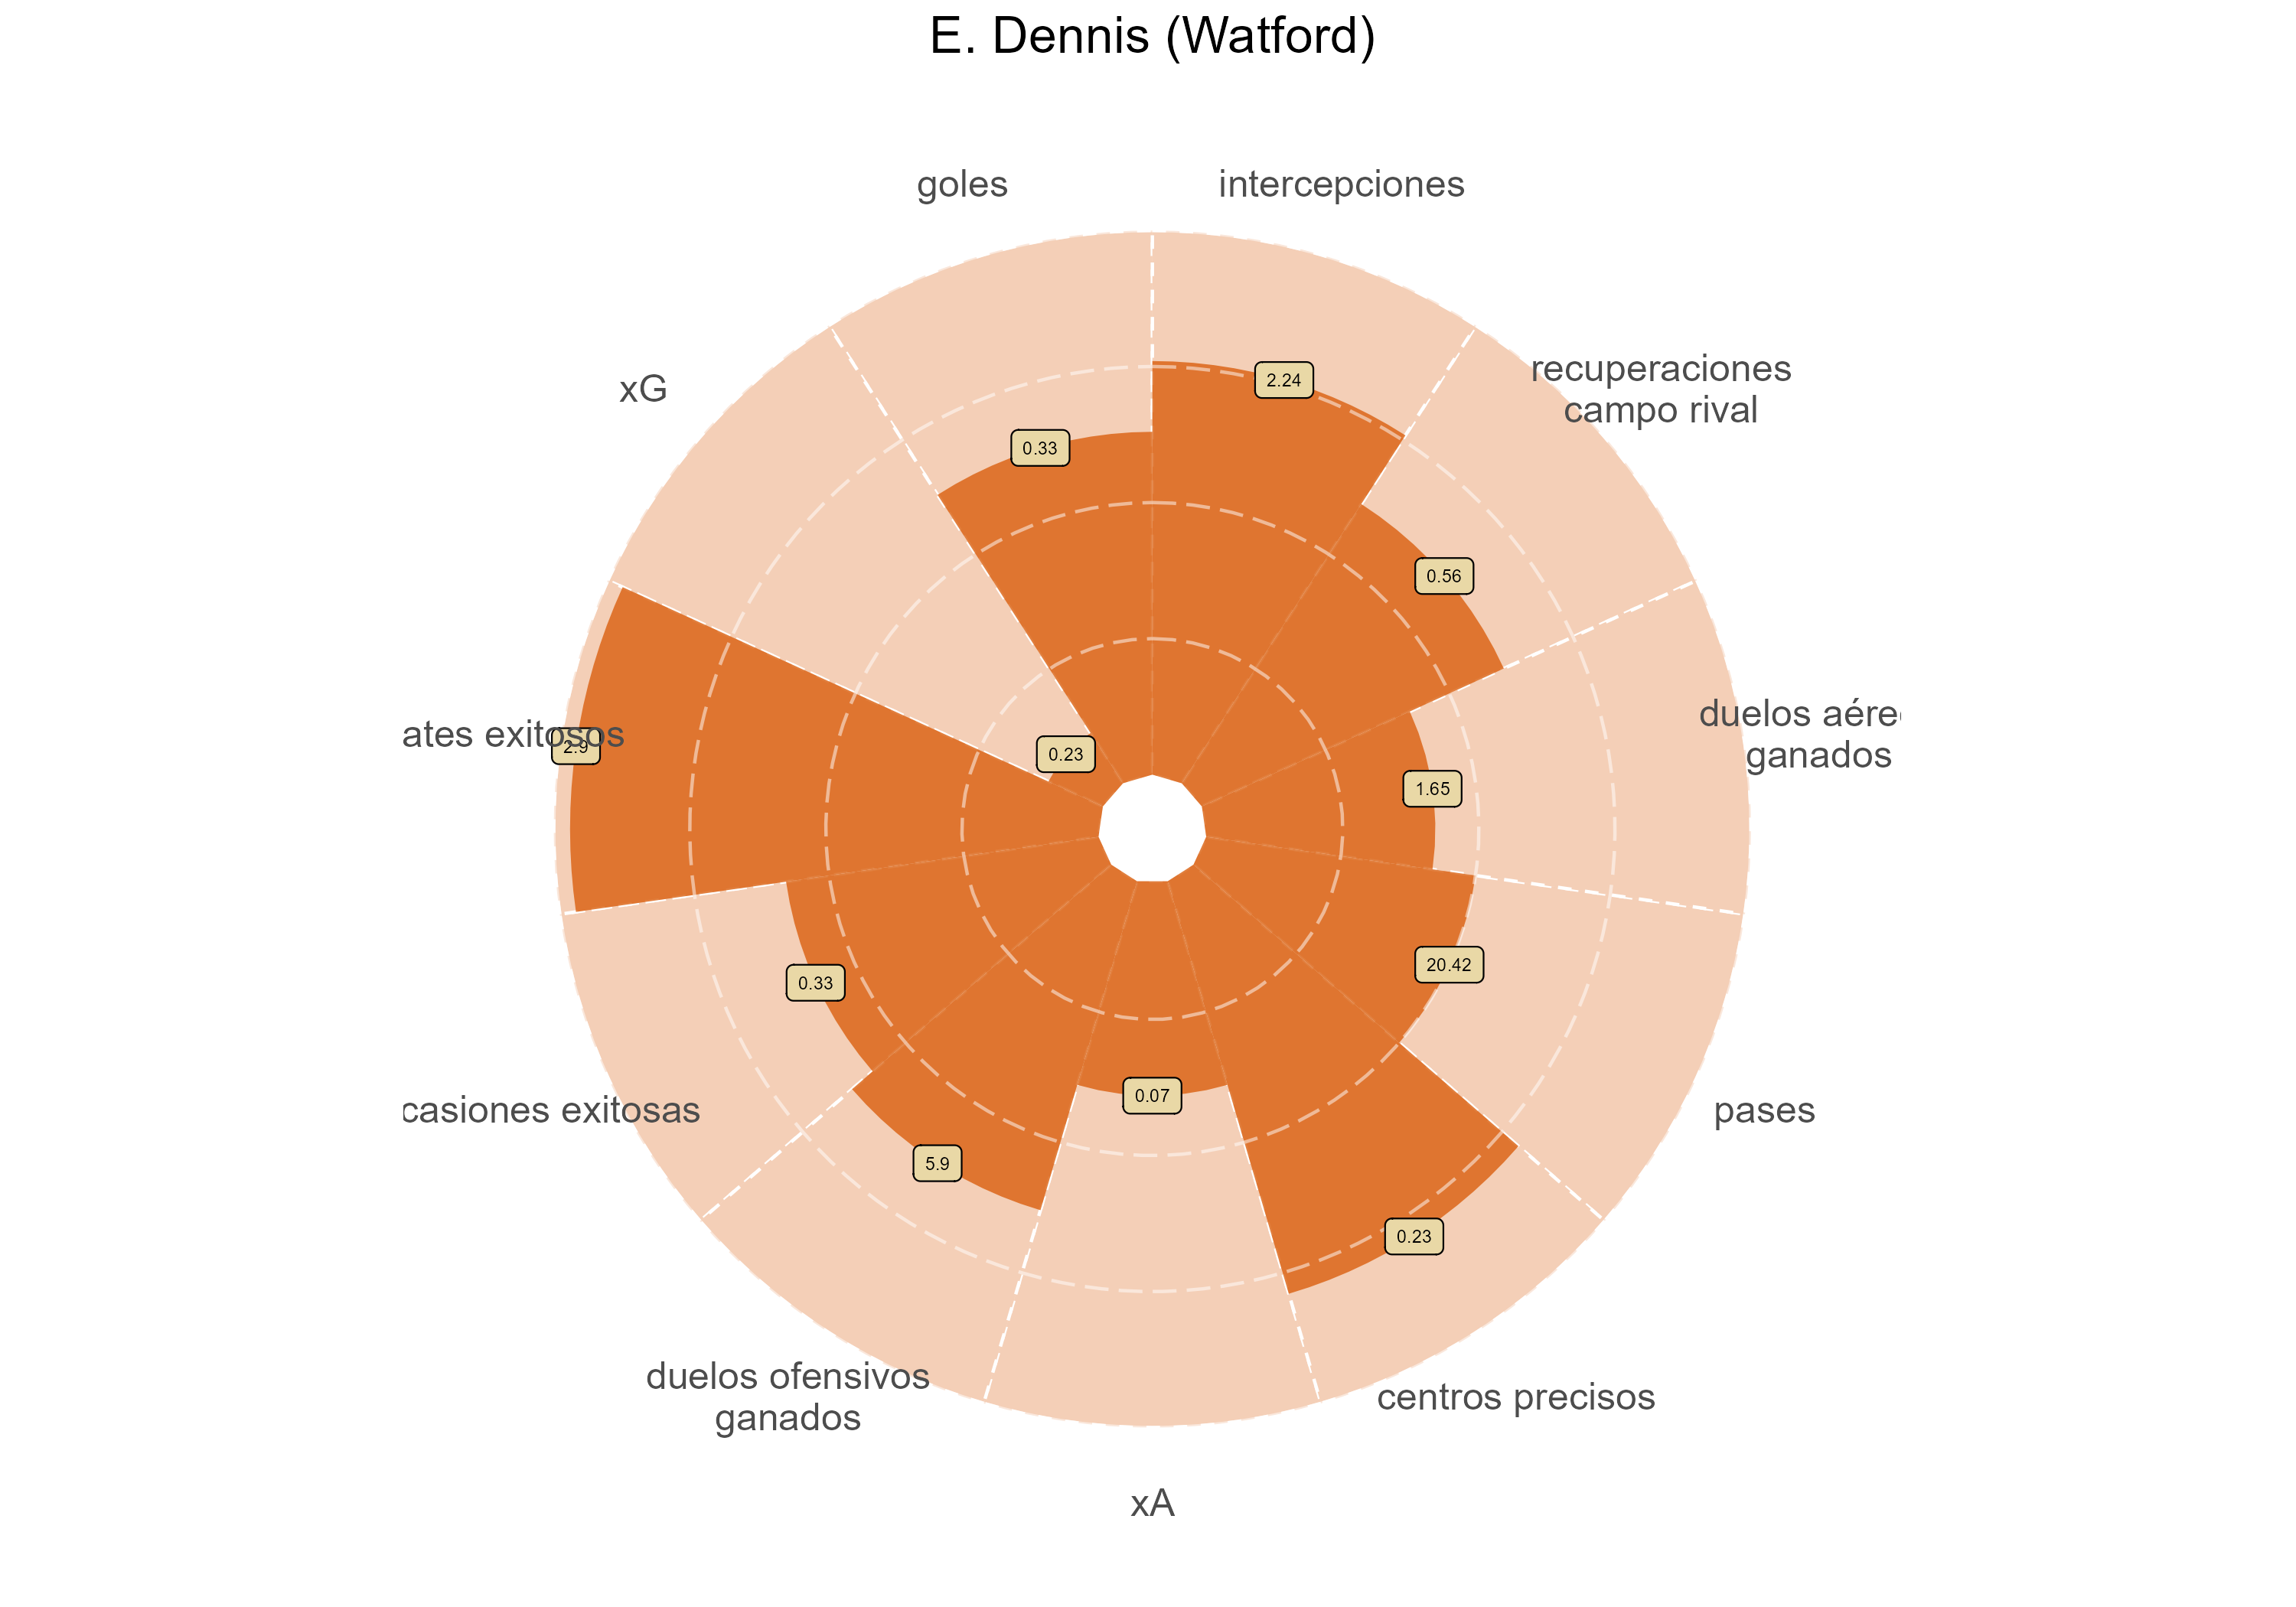 E. Dennis (Watford)
goles
intercepciones
xG
recuperaciones
campo rival
2.24
0.33
0.56
duelos aére
ganados
ates exitosos
2.9
0.23
1.65
20.42
0.33
0.07
casiones exitosas
pases
5.9
0.23
duelos ofensivos
ganados
centros precisos
xA